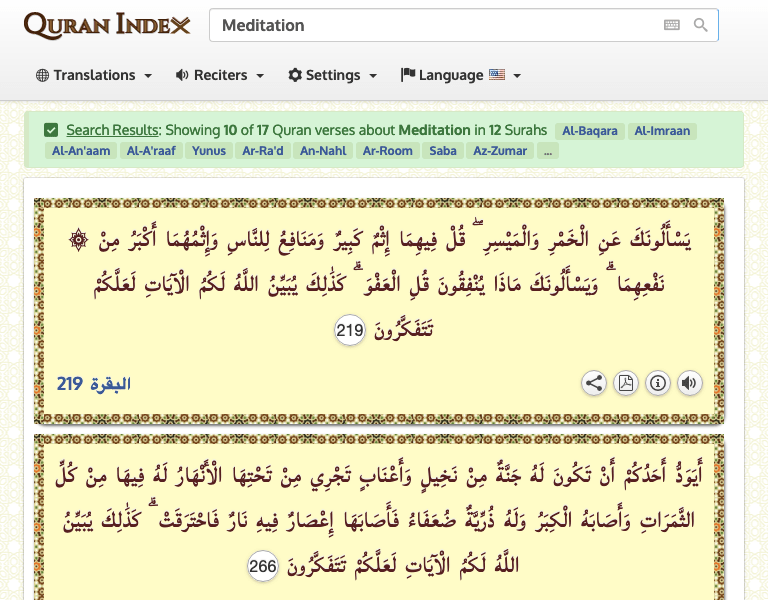 QURAN INDEX
Meditation
Translations Reciters Settings Language
Search Results: Showing 10 of 17 Quran verses about Meditation in 12 Surahs Al-Baqara Al-Imraan
Al-An'aam Al-A'raaf Yunus Ar-Ra'd An-Nahl Ar-Room Saba Az-Zumar ...
يَسْأَلُونَكَ عَنِ الْخَمْرِ وَالْمَيْسِرِ ۖ قُلْ فِيهِمَا إِثْمٌ كَبِيرٌ وَمَنَافِعُ لِلنَّاسِ وَإِثْمُهُمَا أَكْبَرُ مِنْ ۞
نَفْعِهِمَا ۗ وَيَسْأَلُونَكَ مَاذَا يُنْفِقُونَ قُلِ الْعَفْوَ ۗ كَذَٰلِكَ يُبَيِّنُ اللَّهُ لَكُمُ الْآيَاتِ لَعَلَّكُمْ
تَتَفَكَّرُونَ 219
البقرة 219
أَيَوَدُّ أَحَدُكُمْ أَنْ تَكُونَ لَهُ جَنَّةٌ مِنْ نَخِيلٍ وَأَعْنَابٍ تَجْرِي مِنْ تَحْتِهَا الْأَنْهَارُ لَهُ فِيهَا مِنْ كُلِّ
الثَّمَرَاتِ وَأَصَابَهُ الْكِبَرُ وَلَهُ ذُرِّيَّةٌ ضُعَفَاءُ فَأَصَابَهَا إِعْصَارٌ فِيهِ نَارٌ فَاحْتَرَقَتْ ۗ كَذَٰلِكَ يُبَيِّنُ
اللَّهُ لَكُمُ الْآيَاتِ لَعَلَّكُمْ تَتَفَكَّرُونَ 266